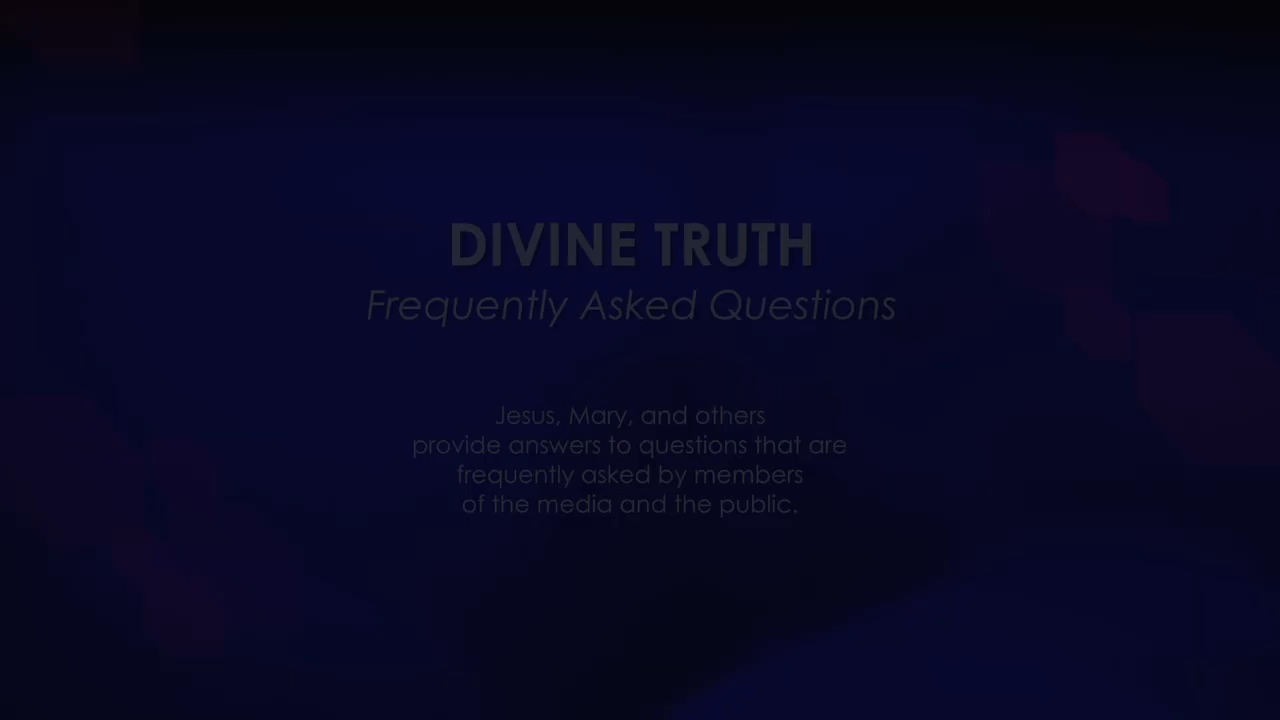 DIVINE TRUTH
Frequently Asked Questions
Jesus, Mary, and others
provide answers to questions that are
frequently asked by members
of the media and the public.